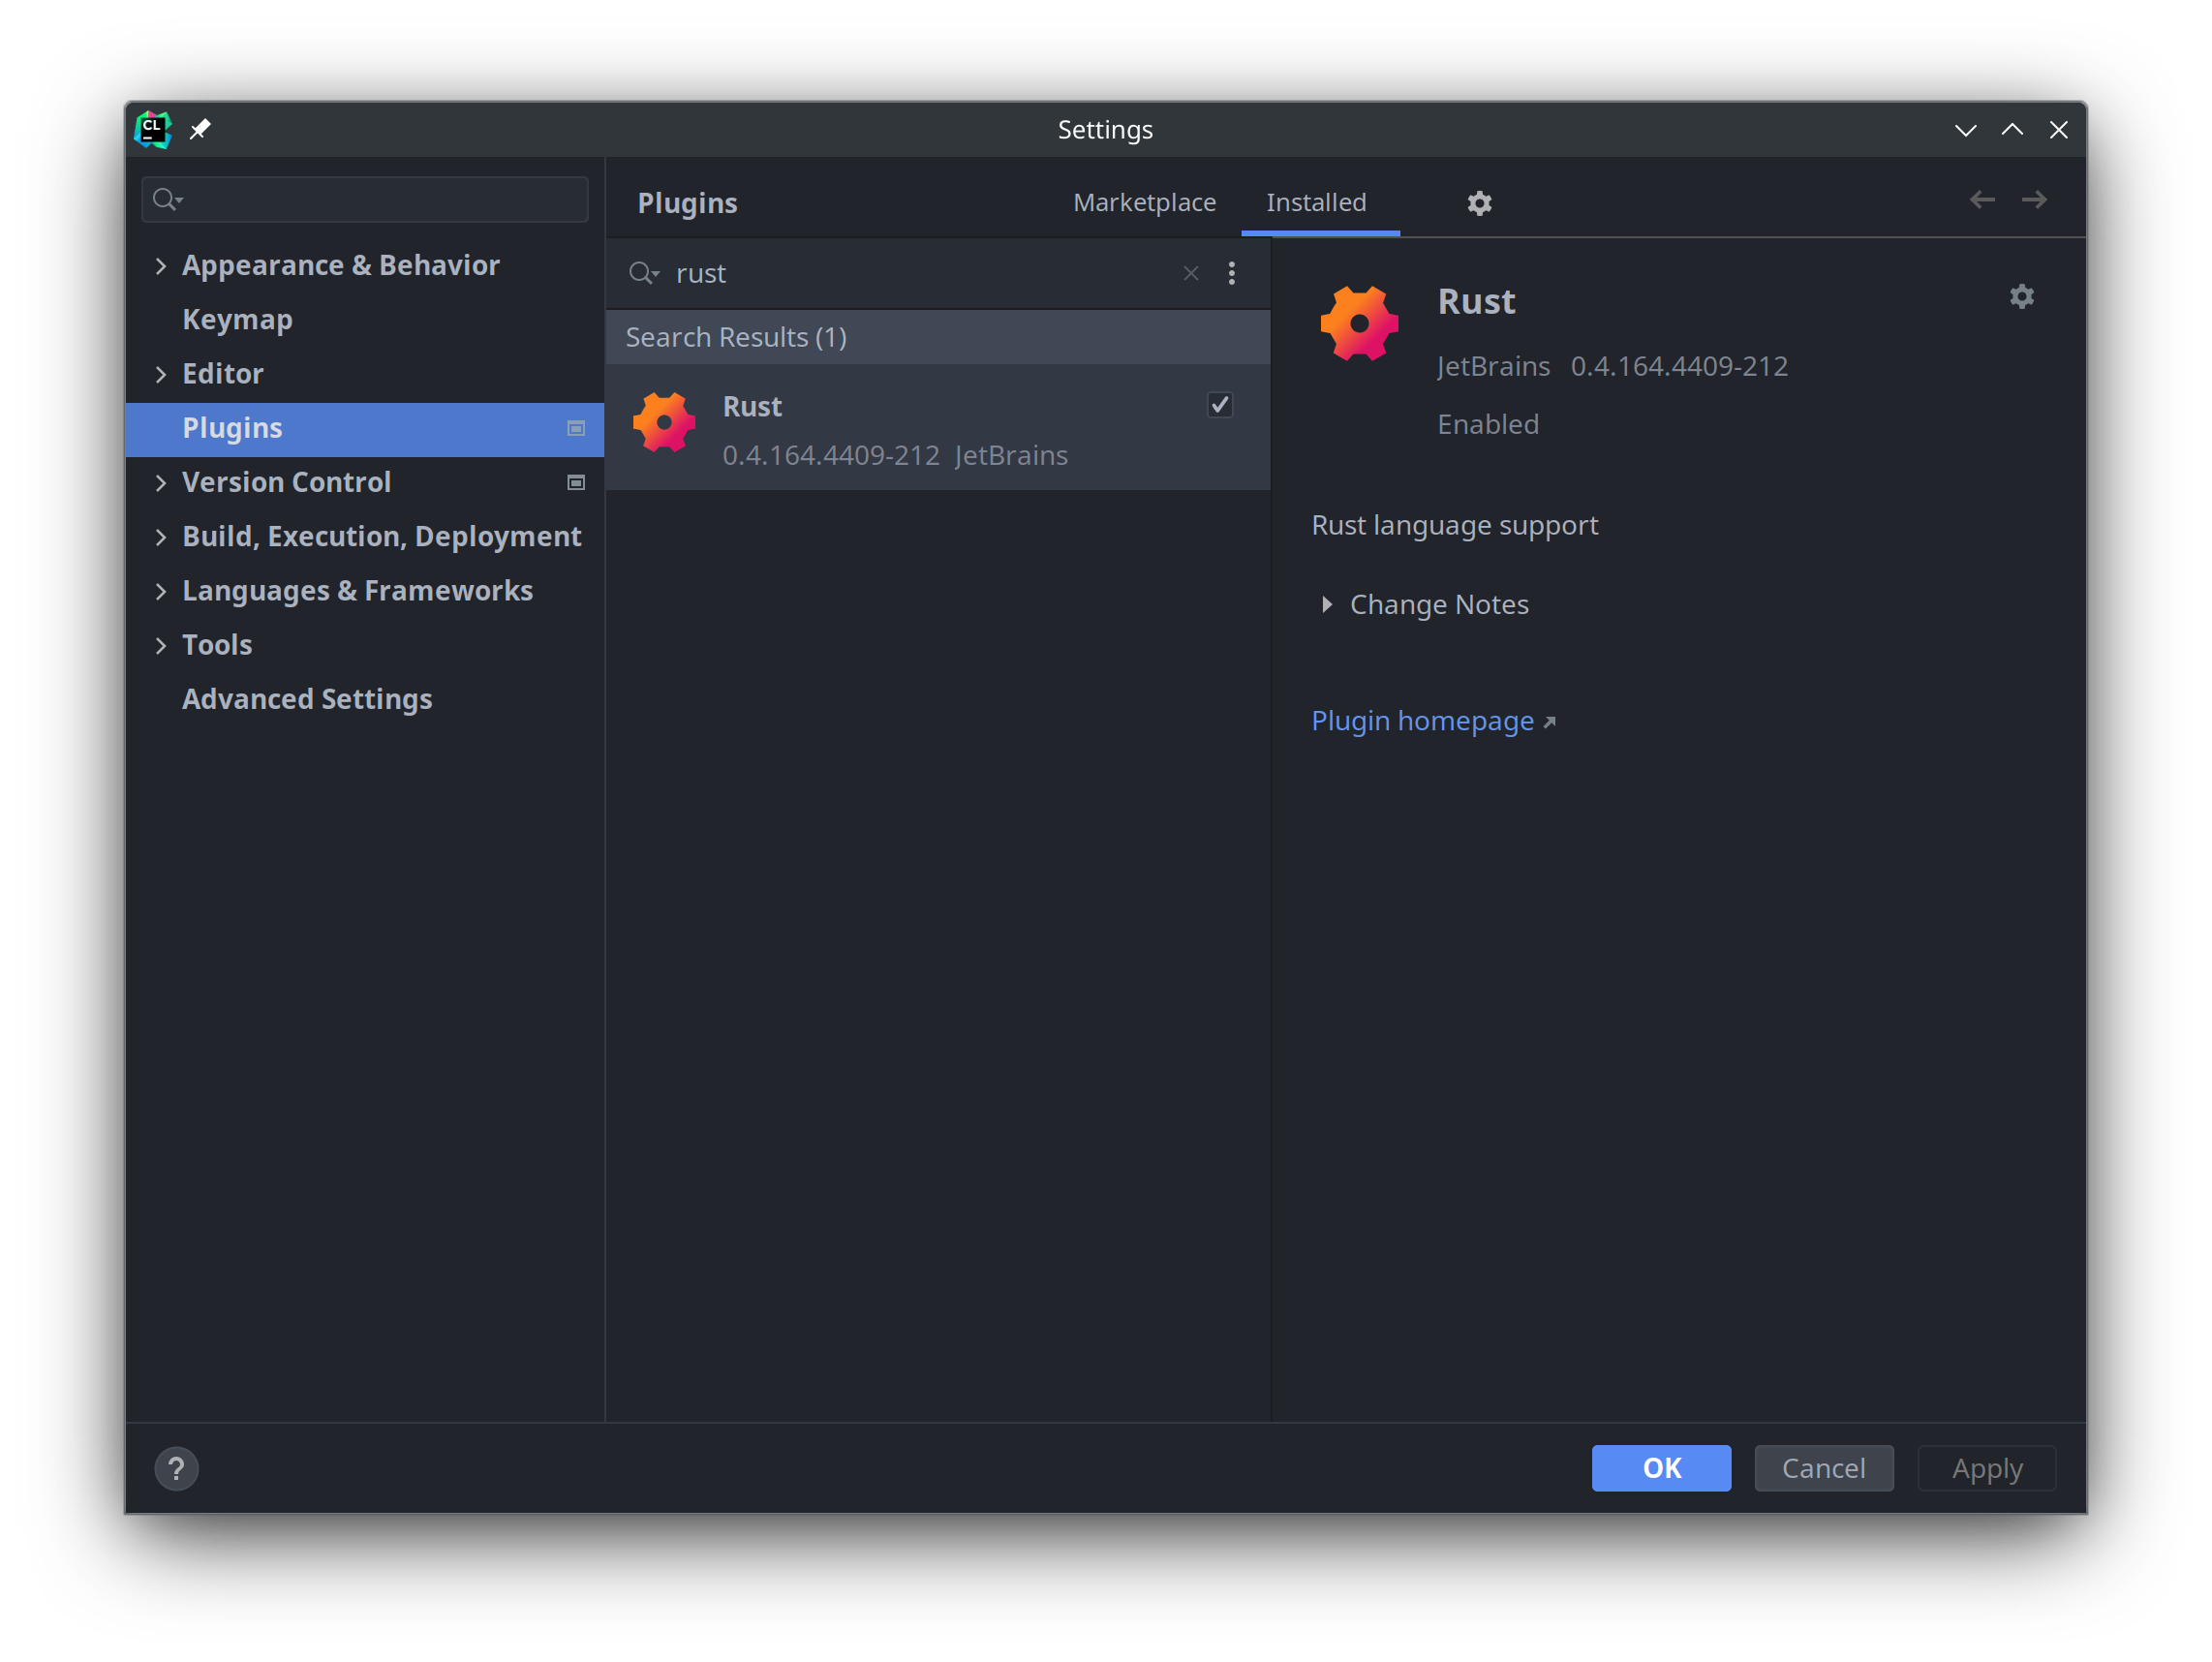 CL
Settings
Appearance & Behavior
Keymap
Editor
Plugins
Version Control
Build, Execution, Deployment
Languages & Frameworks
Tools
Advanced Settings
Plugins
Marketplace
Installed
rust
Search Results (1)
Rust
0.4.164.4409-212 JetBrains
Rust
JetBrains 0.4.164.4409-212
Enabled
Rust language support
Change Notes
Plugin homepage
?
OK
Cancel
Apply